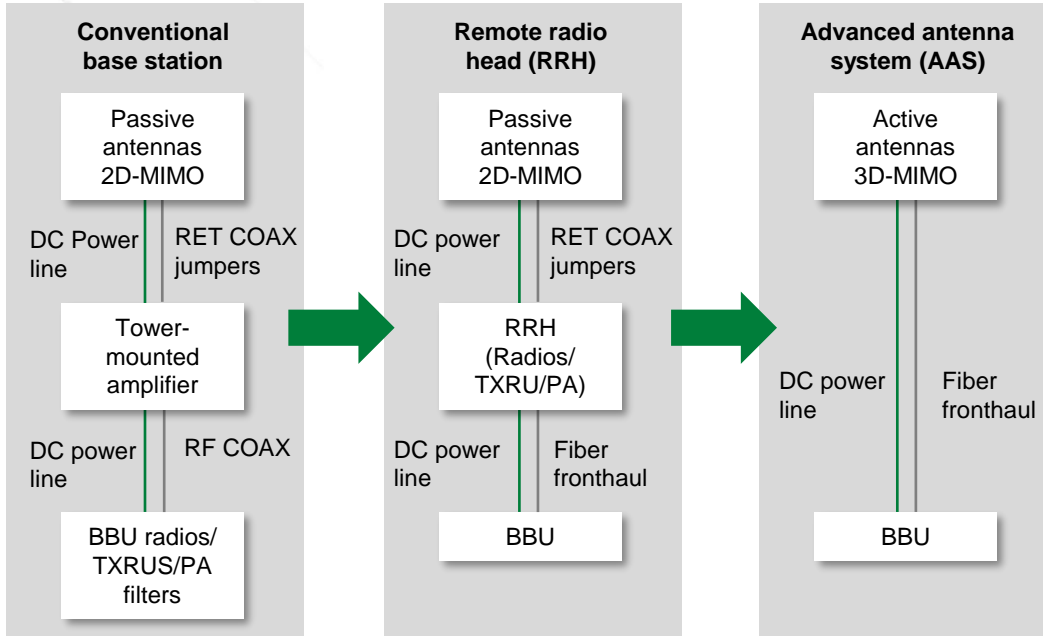 Conventional
base station
Passive
antennas
2D-MIMO
DC Power
line
RET COAX
jumpers
Tower-
mounted
amplifier
DC power
line
RF COAX
BBU radios/
TXRUS/PA
filters
Remote radio
head (RRH)
Passive
antennas
2D-MIMO
DC power
line
RET COAX
jumpers
RRH
(Radios/
TXRU/PA)
DC power
line
Fiber
fronthaul
BBU
Advanced antenna
system (AAS)
Active
antennas
3D-MIMO
DC power
line
Fiber
fronthaul
BBU